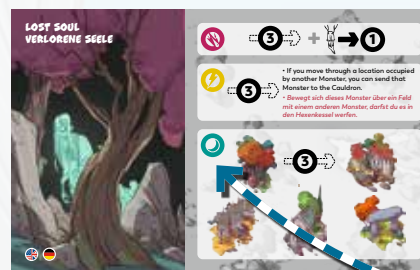 LOST SOUL
VERLORENE SEELE
3
1
3
• If you move through a location occupied
by another Monster, you can send that
Monster to the Cauldron.
• Bewegt sich dieses Monster über ein Feld
mit einem anderen Monster, darfst du es in
den Hexenkessel werfen.
3